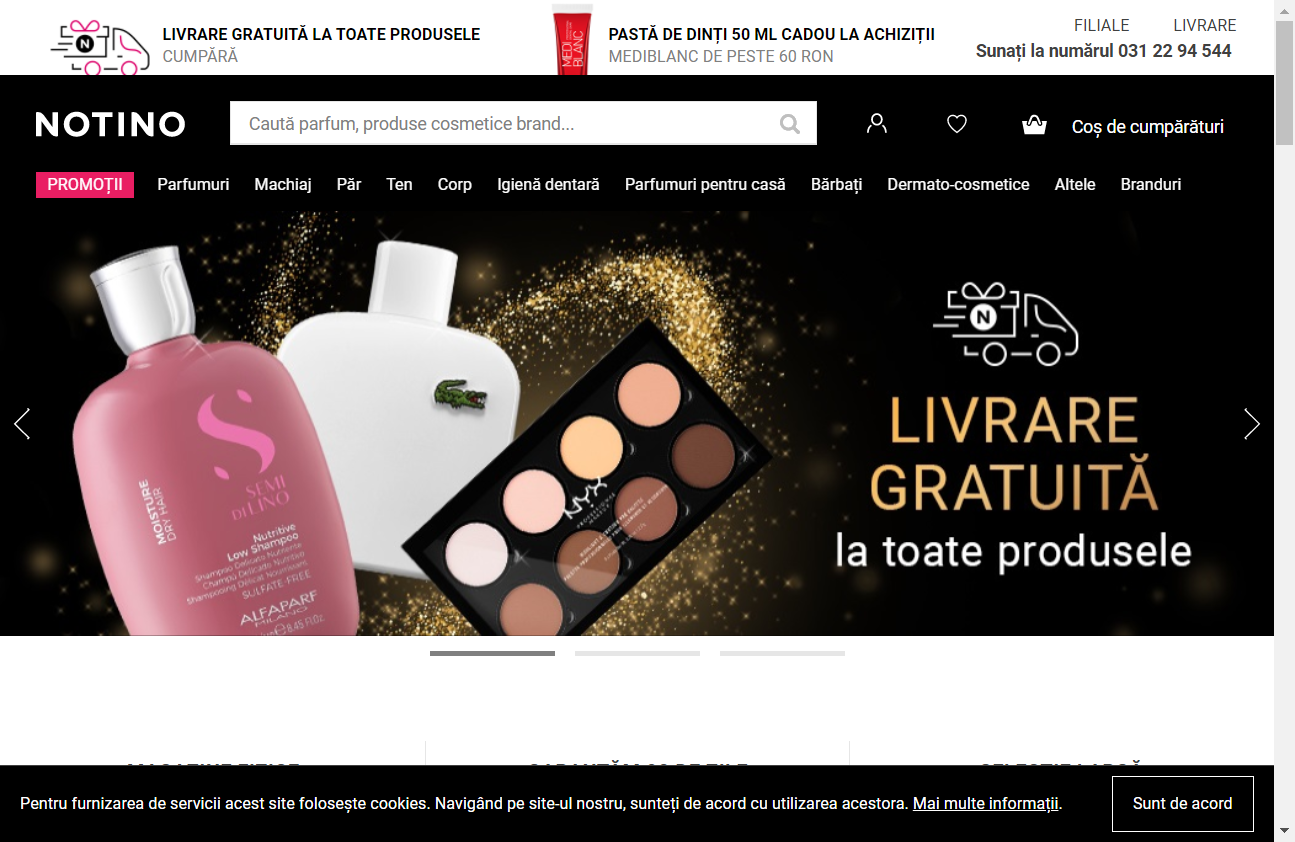 LIVRARE GRATUITĂ LA TOATE PRODUSELE
CUMPĂRĂ
MEDI BLANC
PASTĂ DE DINȚI 50 ML CADOU LA ACHIZIȚII
MEDIBLANC DE PESTE 60 RON
FILIALE LIVRARE
Sunați la numărul 031 22 94 544
NOTINO
Caută parfum, produse cosmetice brand...
Coș de cumpărături
PROMOȚII Parfumuri Machiaj Păr Ten Corp Igienă dentară Parfumuri pentru casă Bărbați Dermato-cosmetice Altele Branduri
N
LIVRARE
GRATUITĂ
la toate produsele
SEMI
DI LINO
MOISTURE
DRY HAIR
Nutritive
Low Shampoo
Shampoo Delicato Nutriente
Champú Delicado Nutritivo
Shampooing Délicat Nourrissant
SULFATE-FREE
ALFAPARF
MILANO
8.45 Fl.Oz
NYX
PROFESSIONAL
MAKEUP
Pentru furnizarea de servicii acest site folosește cookies. Navigând pe site-ul nostru, sunteți de acord cu utilizarea acestora. Mai multe informații.
Sunt de acord